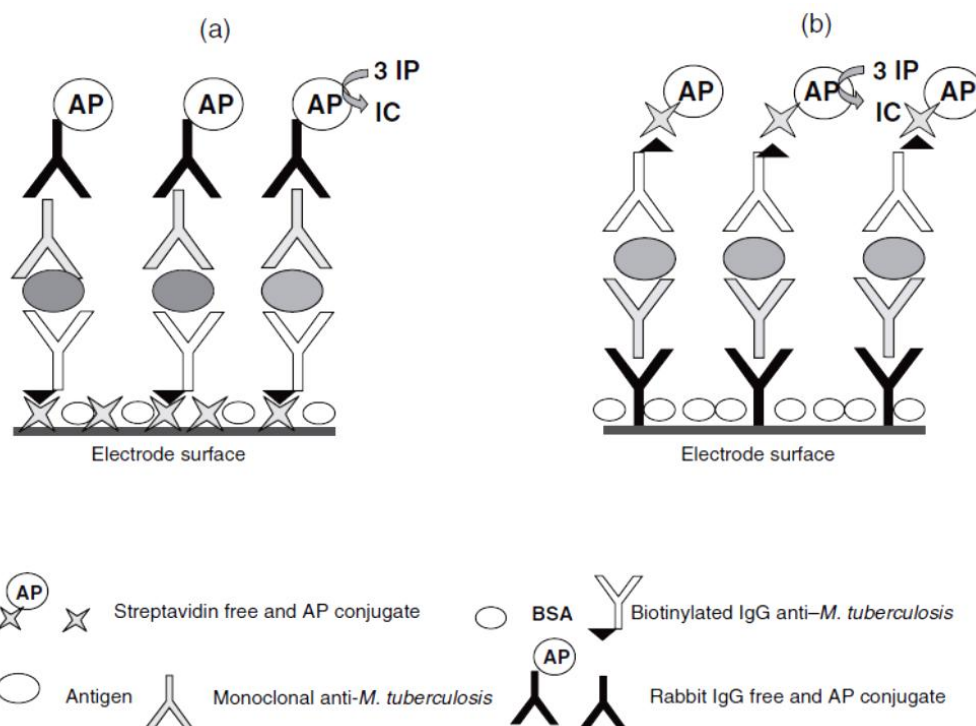 (a)
(b)
AP AP AP 3 IP
IC
AP AP 3 IP AP
IC
Electrode surface
Electrode surface
AP
Streptavidin free and AP conjugate
BSA
Biotinylated IgG anti–M. tuberculosis
AP
Antigen
Monoclonal anti-M. tuberculosis
Rabbit IgG free and AP conjugate